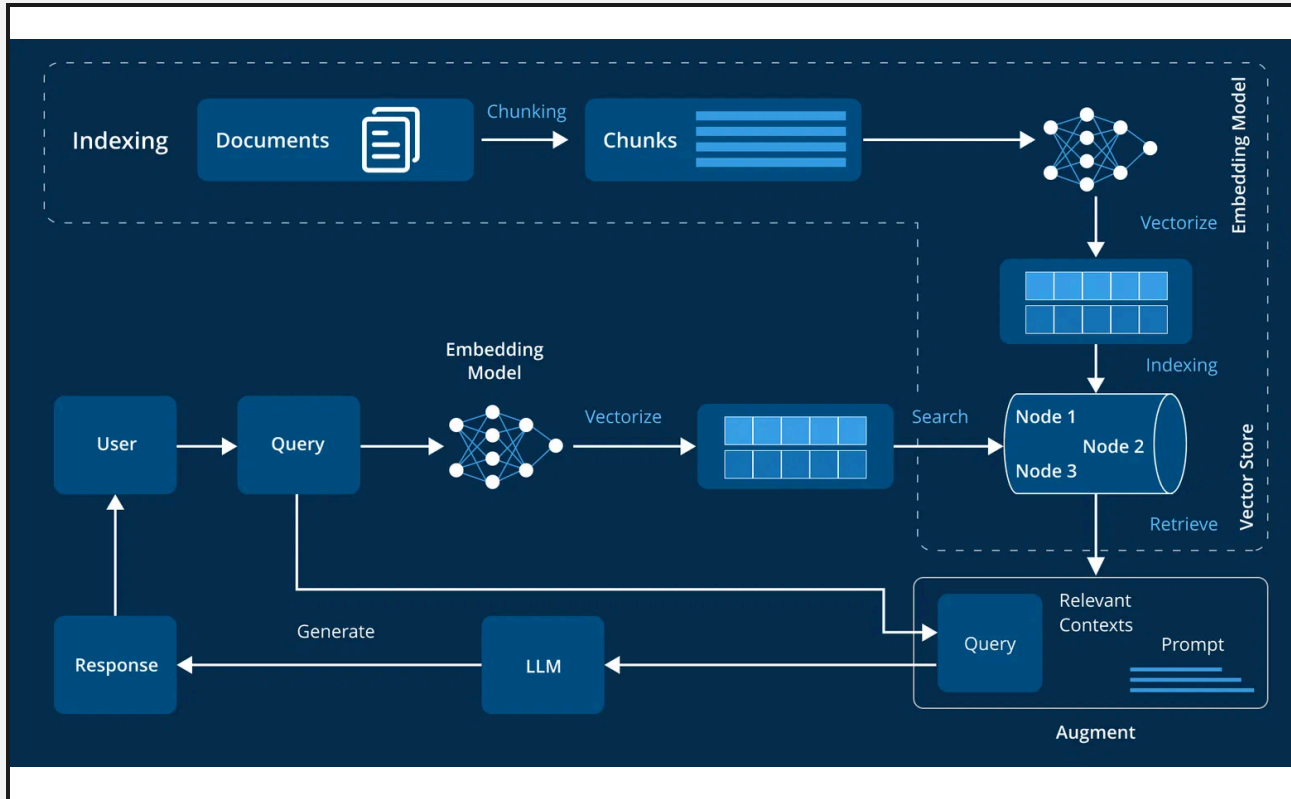 Indexing
Documents
Chunking
Chunks
Embedding Model
Vectorize
Indexing
Embedding
Model
User
Query
Vectorize
Search
Node 1
Node 2
Node 3
Vector Store
Retrieve
Response
Generate
LLM
Query
Relevant
Contexts
Prompt
Augment